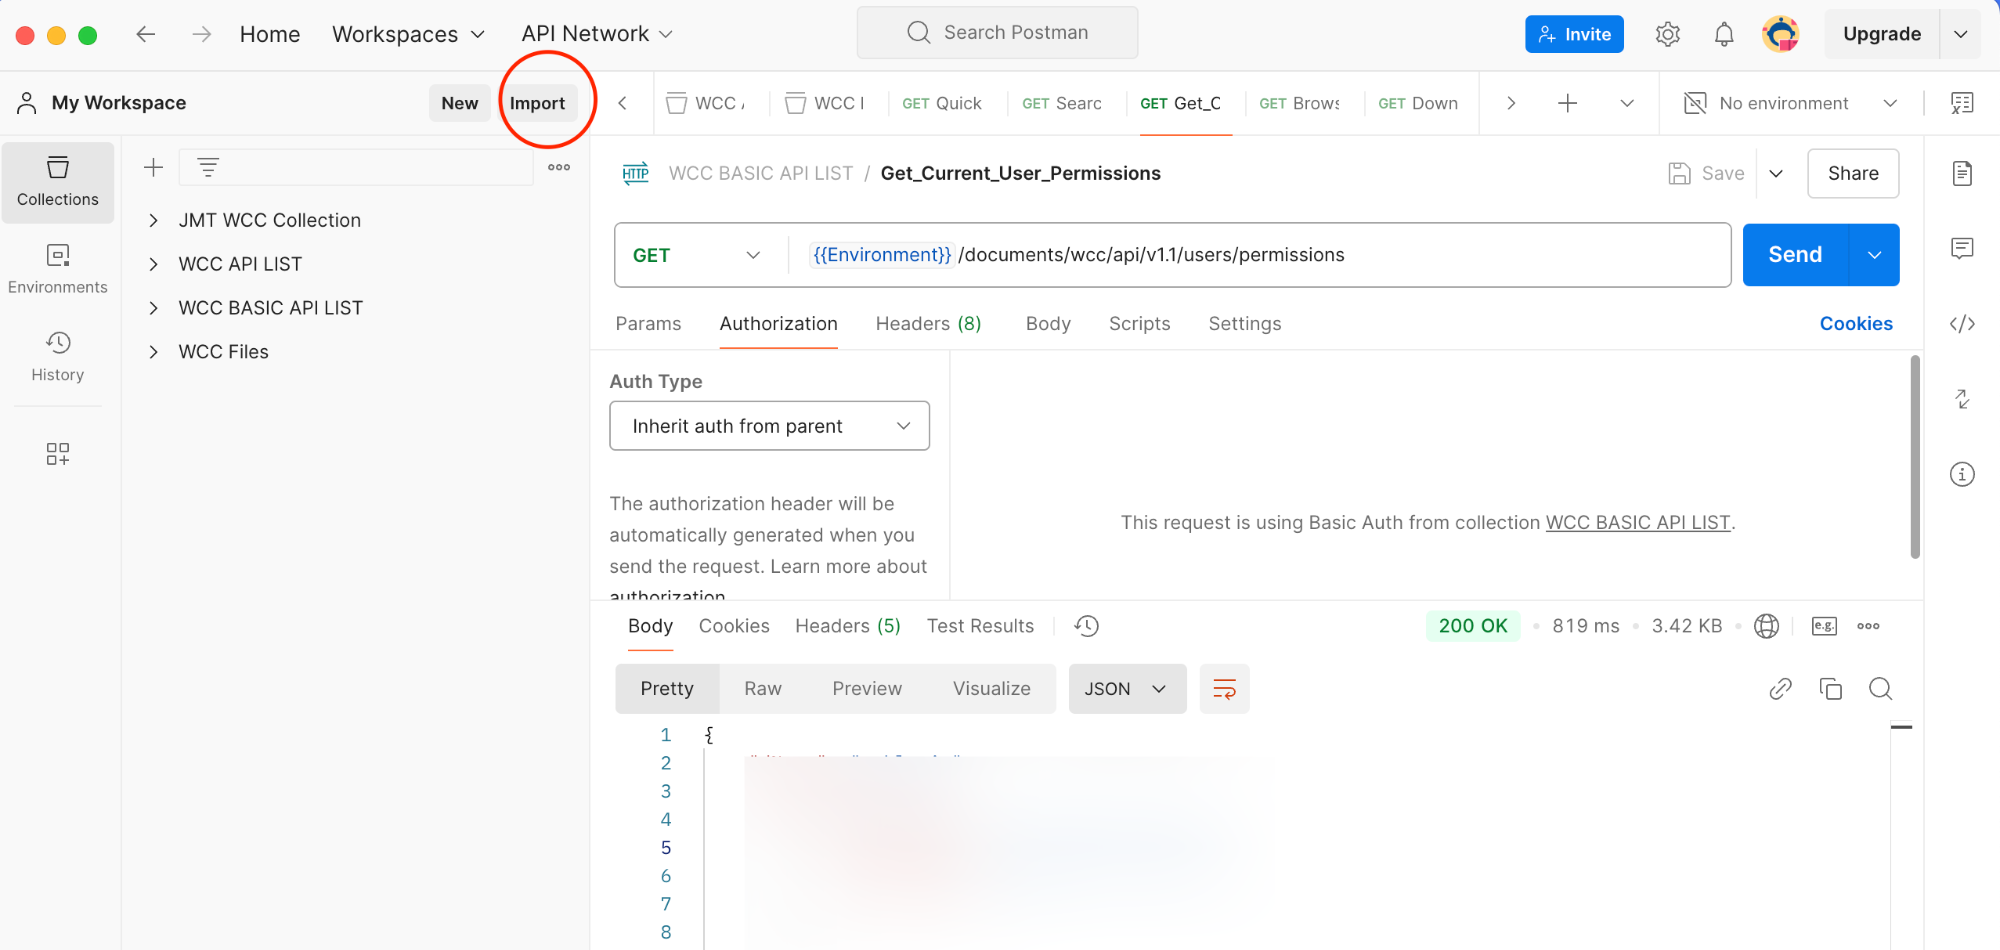 Home Workspaces API Network Search Postman Invite Upgrade
My Workspace New Import WCC WCC GET Quick GET Searc GET Get_C GET Brows GET Down No environment
Collections
Environments
History
JMT WCC Collection
WCC API LIST
WCC BASIC API LIST
WCC Files
HTTP WCC BASIC API LIST / Get_Current_User_Permissions Save Share
GET {{Environment}}/documents/wcc/api/v1.1/users/permissions Send
Params Authorization Headers (8) Body Scripts Settings Cookies
Auth Type
Inherit auth from parent
The authorization header will be
automatically generated when you
send the request. Learn more about
authorization
This request is using Basic Auth from collection WCC BASIC API LIST.
Body Cookies Headers (5) Test Results 200 OK • 819 ms • 3.42 KB • e.g.
Pretty Raw Preview Visualize JSON
1 {
2
3
4
5
6
7
8